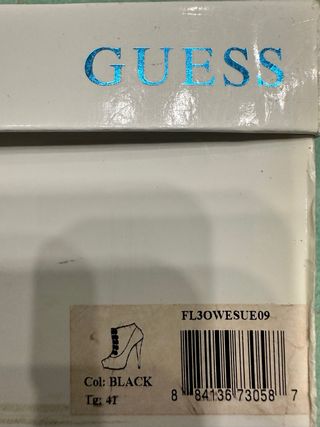 GUESS
FL3OWESUE09
Col: BLACK
Tg: 41
8 84136 73058 7